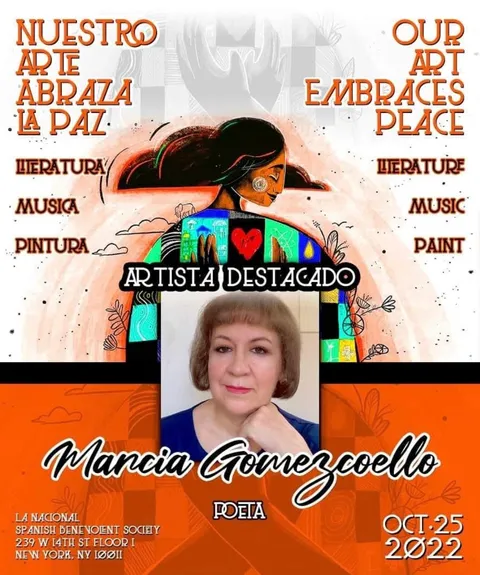 NUESTRO
ARTE
ABRAZA
LA PAZ
LITERATURA
MUSICA
PINTURA
OUR
ART
EMBRACES
PEACE
LITERATURE
MUSIC
PAINT
ARTISTA DESTACADO
Marcia Gomezcoello
POETA
LA NACIONAL
SPANISH BENEVOLENT SOCIETY
239 W 14TH ST FLOOR 1
NEW YORK, NY 10011
OCT·25
2022